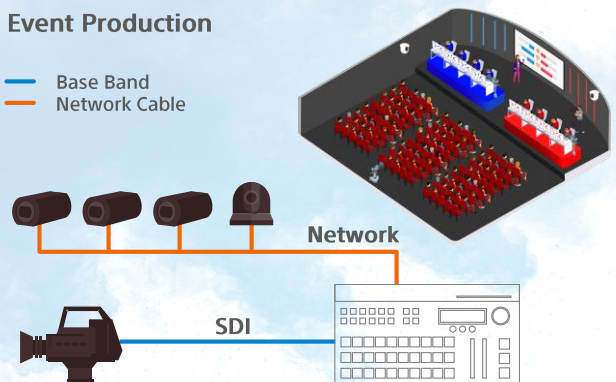 Event Production
Base Band
Network Cable
Network
SDI